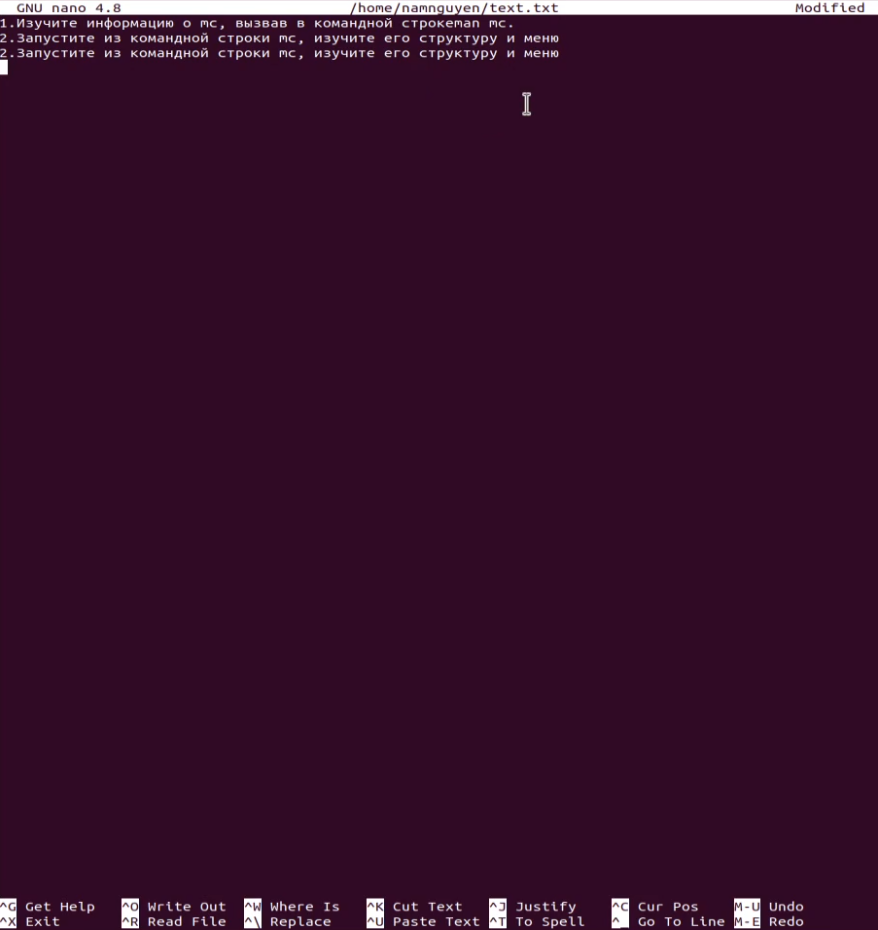 GNU nano 4.8 /home/namnguyen/text.txt Modified
1.Изучите информацию о mc, вызвав в командной строкеman mc.
2.Запустите из командной строки mc, изучите его структуру и меню
2.Запустите из командной строки mc, изучите его структуру и меню
^G Get Help ^O Write Out ^W Where Is ^K Cut Text ^J Justify ^C Cur Pos M-U Undo
^X Exit ^R Read File ^\ Replace ^U Paste Text ^T To Spell ^_ Go To Line M-E Redo